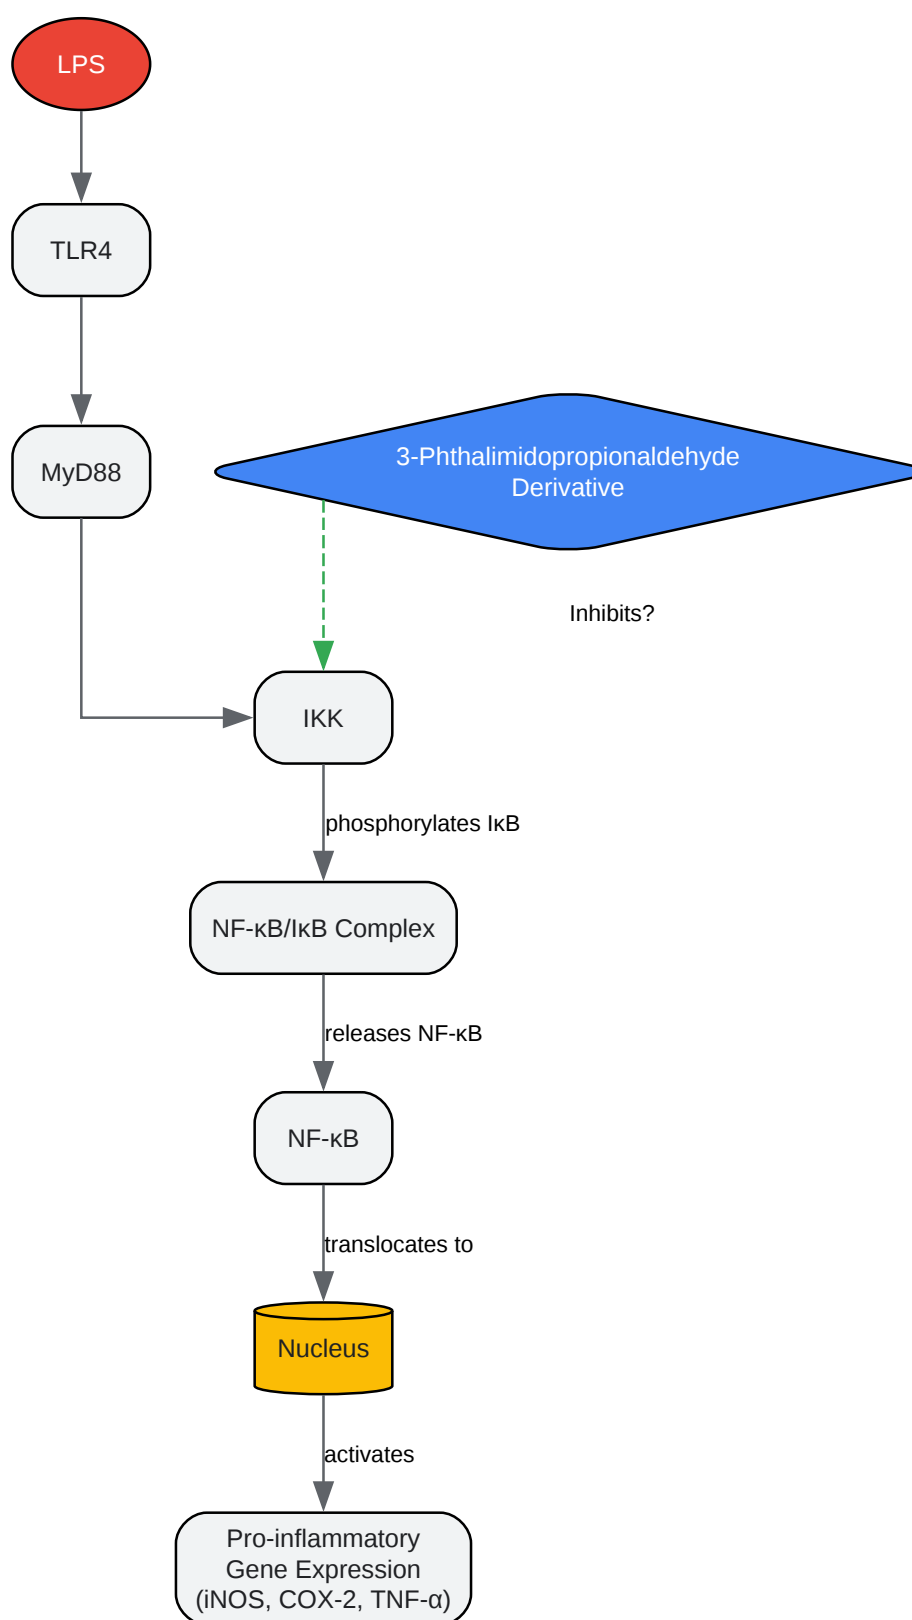 LPS
TLR4
MyD88
3-Phthalimidopropionaldehyde
Derivative
Inhibits?
IKK
phosphorylates IκB
NF-κB/IκB Complex
releases NF-κB
NF-κB
translocates to
Nucleus
activates
Pro-inflammatory
Gene Expression
(iNOS, COX-2, TNF-α)